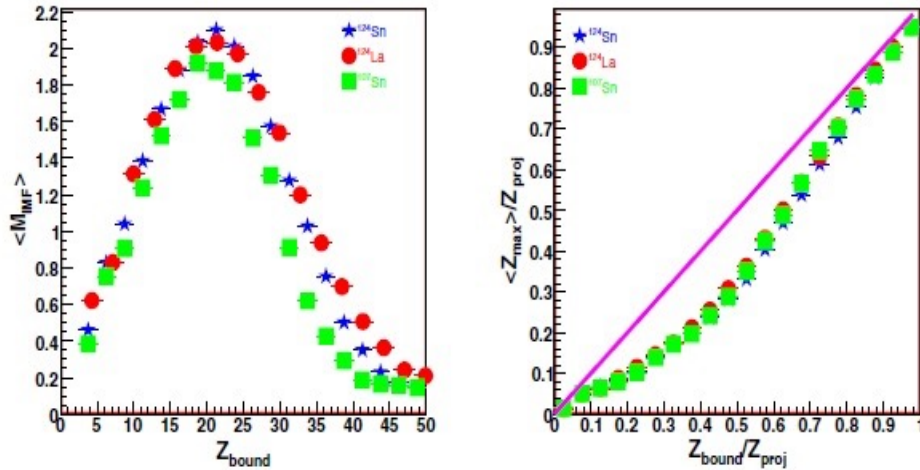 <M_IMF>
2.2
2
1.8
1.6
1.4
1.2
1
0.8
0.6
0.4
0.2
0
0 5 10 15 20 25 30 35 40 45 50
Z_bound
¹²⁴Sn
¹²⁴La
¹⁰⁷Sn
<Z_max>/Z_proj
0.9
0.8
0.7
0.6
0.5
0.4
0.3
0.2
0.1
0
0 0.1 0.2 0.3 0.4 0.5 0.6 0.7 0.8 0.9 1
Z_bound/Z_proj
¹²⁴Sn
¹²⁴La
¹⁰⁷Sn